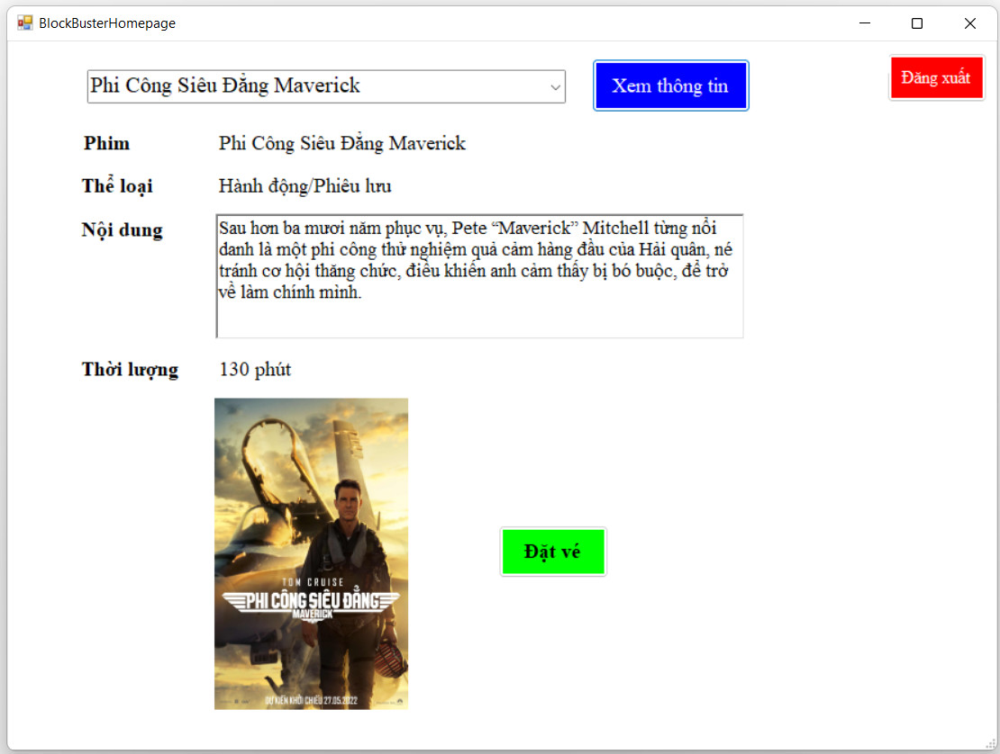 BlockBusterHomepage
Phi Công Siêu Đẳng Maverick
Xem thông tin
Đăng xuất
Phim
Phi Công Siêu Đẳng Maverick
Thể loại
Hành động/Phiêu lưu
Nội dung
Sau hơn ba mươi năm phục vụ, Pete “Maverick” Mitchell từng nổi
danh là một phi công thử nghiệm quả cảm hàng đầu của Hải quân, né
tránh cơ hội thăng chức, điều khiến anh cảm thấy bị bó buộc, để trở
về làm chính mình.
Thời lượng
130 phút
TOM CRUISE
PHI CÔNG SIÊU ĐẲNG
MAVERICK
DỰ KIẾN KHỞI CHIẾU 27.05.2022
Đặt vé